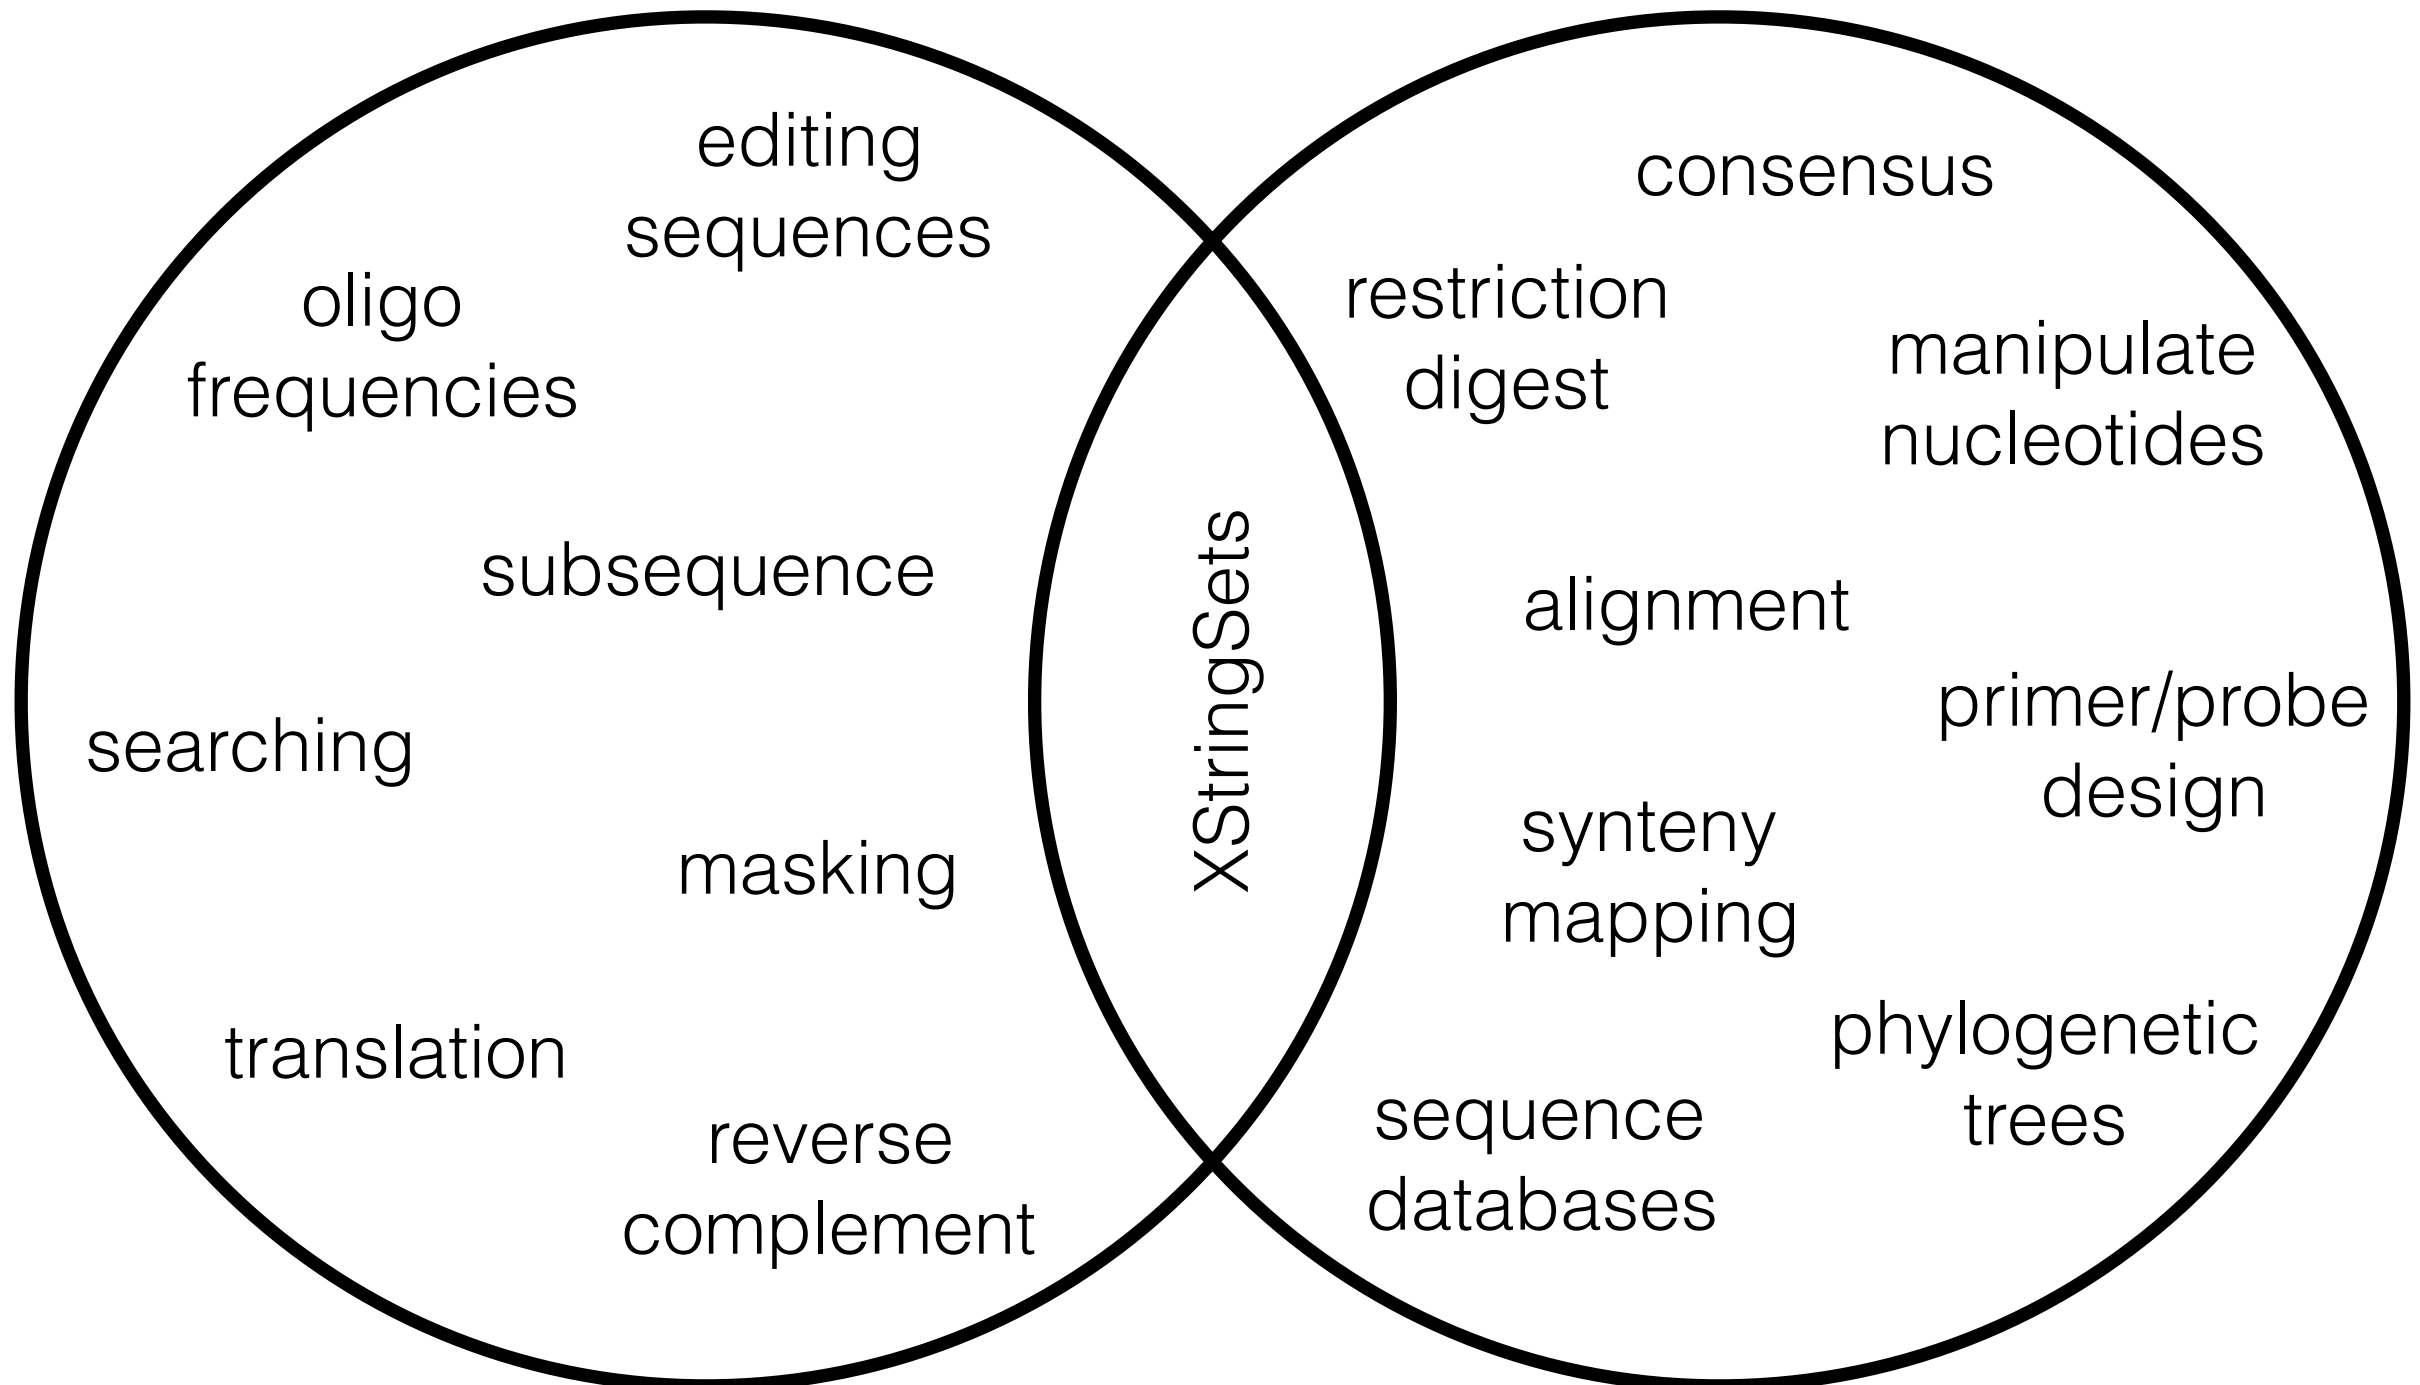 editing
sequences
oligo
frequencies
subsequence
searching
masking
translation
reverse
complement
XStringSets
consensus
restriction
digest
manipulate
nucleotides
alignment
primer/probe
design
synteny
mapping
phylogenetic
trees
sequence
databases